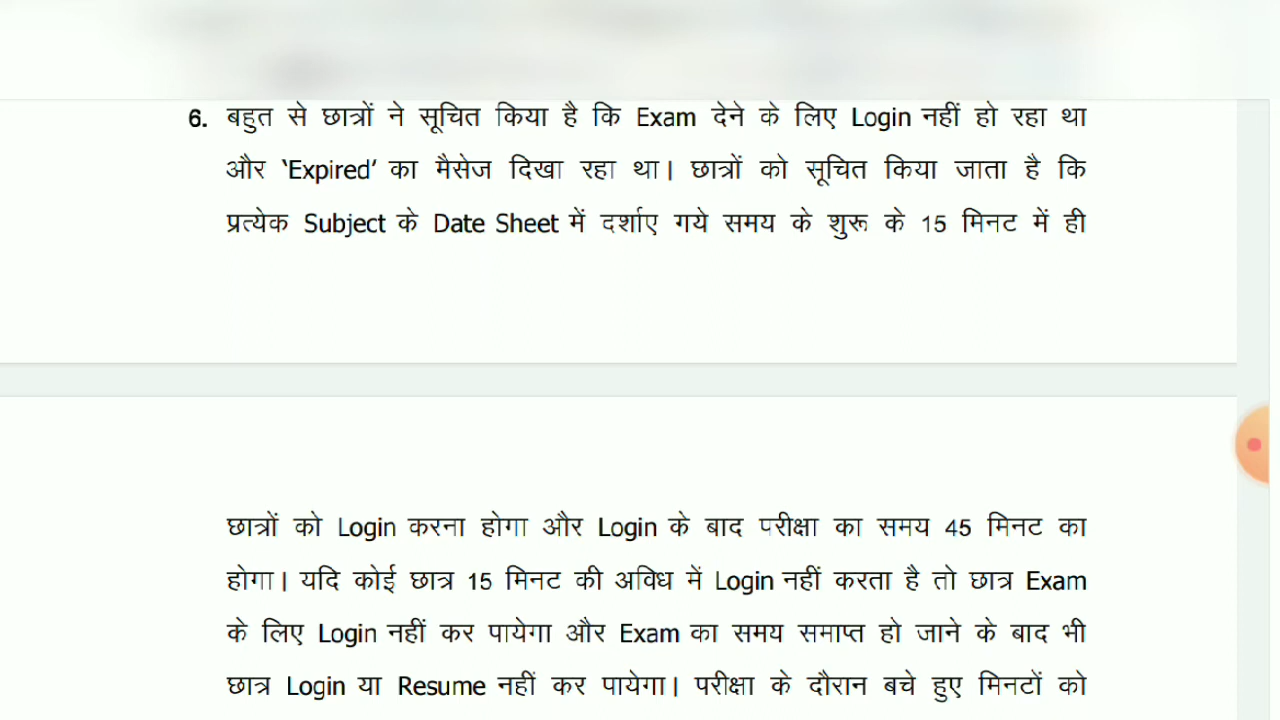 6. बहुत से छात्रों ने सूचित किया है कि Exam देने के लिए Login नहीं हो रहा था
और ‘Expired’ का मैसेज दिखा रहा था। छात्रों को सूचित किया जाता है कि
प्रत्येक Subject के Date Sheet में दर्शाए गये समय के शुरू के 15 मिनट में ही
छात्रों को Login करना होगा और Login के बाद परीक्षा का समय 45 मिनट का
होगा। यदि कोई छात्र 15 मिनट की अविध में Login नहीं करता है तो छात्र Exam
के लिए Login नहीं कर पायेगा और Exam का समय समाप्त हो जाने के बाद भी
छात्र Login या Resume नहीं कर पायेगा। परीक्षा के दौरान बचे हुए मिनटों को